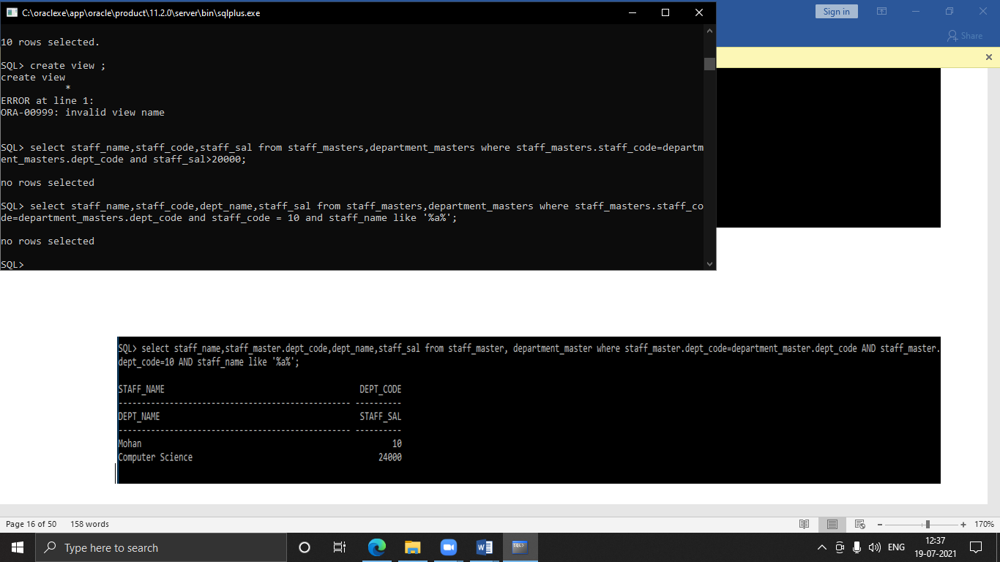 C:\oraclexe\app\oracle\product\11.2.0\server\bin\sqlplus.exe
Sign in
Share
10 rows selected.
SQL> create view ;
create view
*
ERROR at line 1:
ORA-00999: invalid view name
SQL> select staff_name,staff_code,staff_sal from staff_masters,department_masters where staff_masters.staff_code=departm
ent_masters.dept_code and staff_sal>20000;
no rows selected
SQL> select staff_name,staff_code,dept_name,staff_sal from staff_masters,department_masters where staff_masters.staff_co
de=department_masters.dept_code and staff_code = 10 and staff_name like '%a%';
no rows selected
SQL>
SQL> select staff_name,staff_master.dept_code,dept_name,staff_sal from staff_master, department_master where staff_master.dept_code=department_master.dept_code AND staff_master.
dept_code=10 AND staff_name like '%a%';
STAFF_NAME DEPT_CODE
-------------------------------------------------- ----------
DEPT_NAME STAFF_SAL
-------------------------------------------------- ----------
Mohan 10
Computer Science 24000
Page 16 of 50 158 words
170%
Type here to search
ENG
12:37
19-07-2021